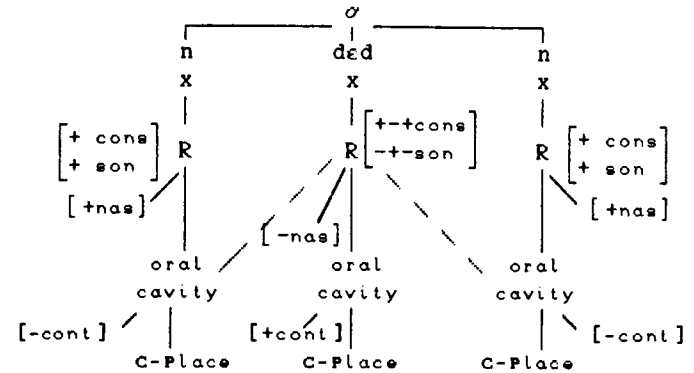 σ
n dɛd n
x x x
[+ cons + son] R R [+-+cons -+-son] R [+ cons + son]
[+nas] [-nas] [+nas]
oral oral oral
cavity cavity cavity
[-cont] [+cont] [-cont]
C-Place C-Place C-Place